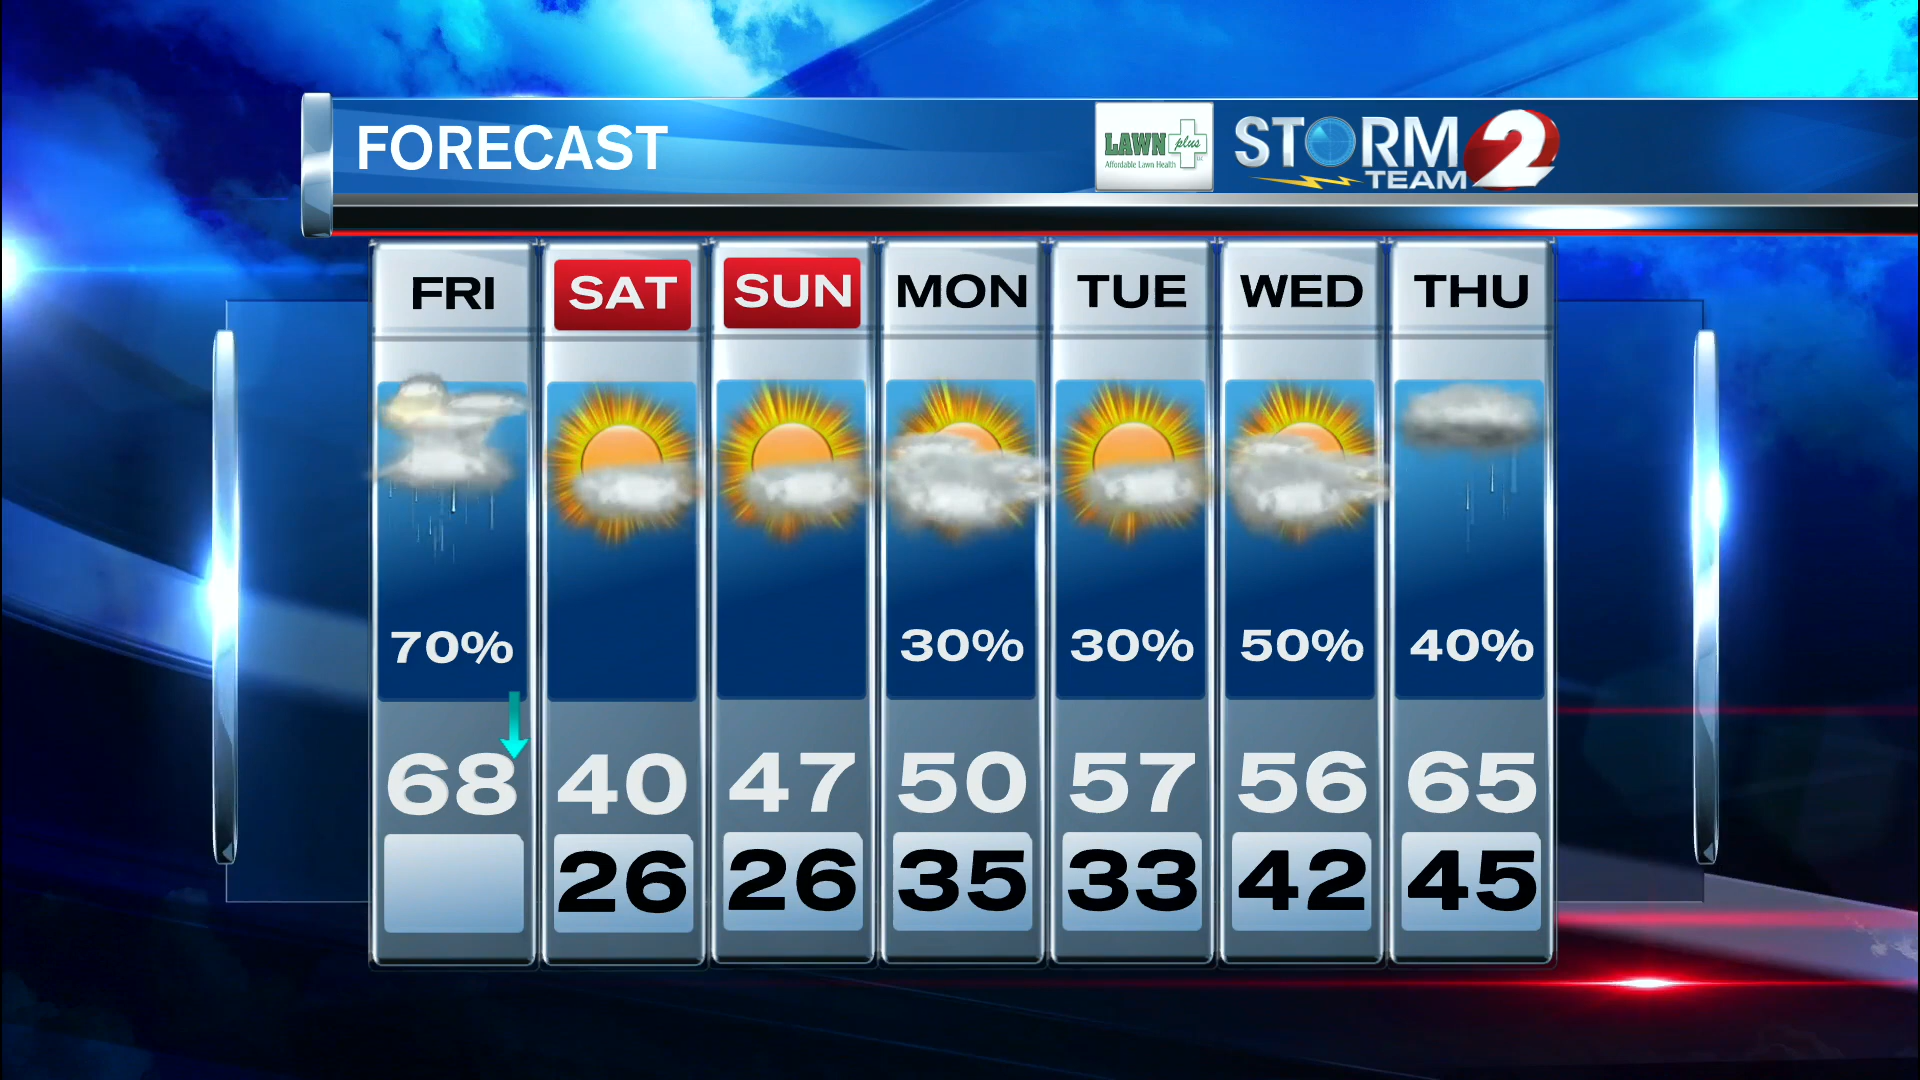 FORECAST
LAWN plus
Affordable Lawn Health
STORM 2
TEAM
FRI SAT SUN MON TUE WED THU
70% 30% 30% 50% 40%
68 40 47 50 57 56 65
26 26 35 33 42 45